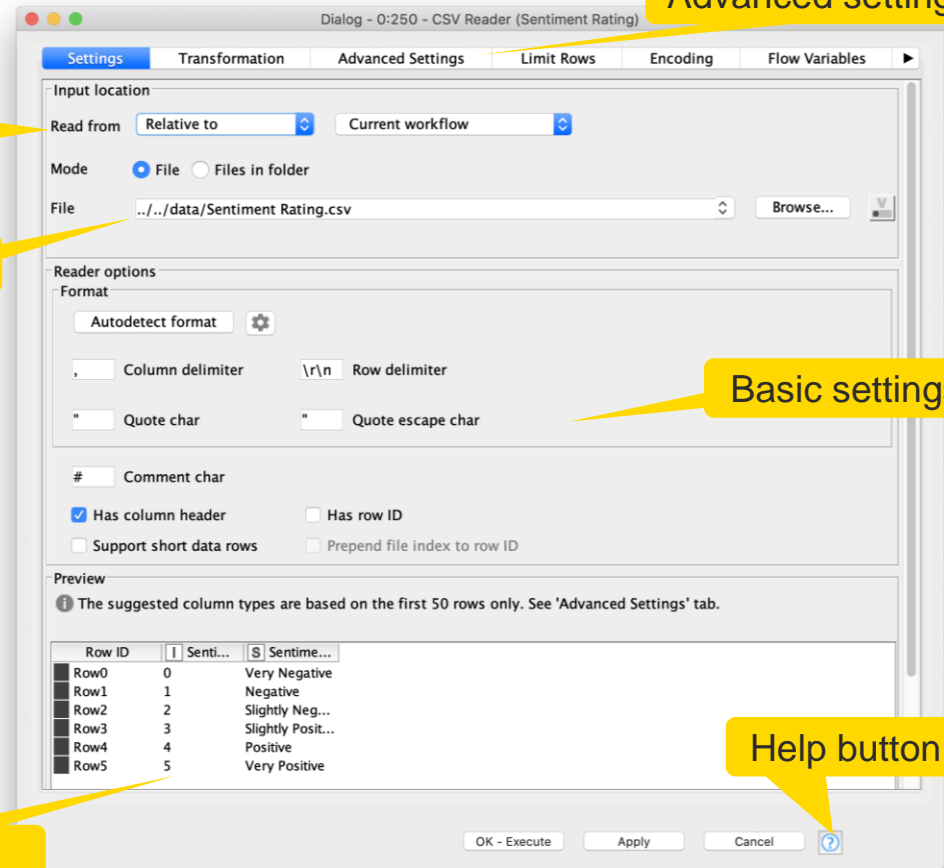 Advanced setting
Dialog - 0:250 - CSV Reader (Sentiment Rating)
Settings Transformation Advanced Settings Limit Rows Encoding Flow Variables
Input location
Read from Relative to Current workflow
Mode File Files in folder
File ../../data/Sentiment Rating.csv Browse... V
Reader options
Format
Autodetect format
, Column delimiter \r\n Row delimiter
Basic setting
" Quote char " Quote escape char
# Comment char
Has column header Has row ID
Support short data rows Prepend file index to row ID
Preview
The suggested column types are based on the first 50 rows only. See 'Advanced Settings' tab.
Row ID I Senti... S Sentime...
Row0 0 Very Negative
Row1 1 Negative
Row2 2 Slightly Neg...
Row3 3 Slightly Posit...
Row4 4 Positive
Row5 5 Very Positive
Help button
OK - Execute Apply Cancel ?